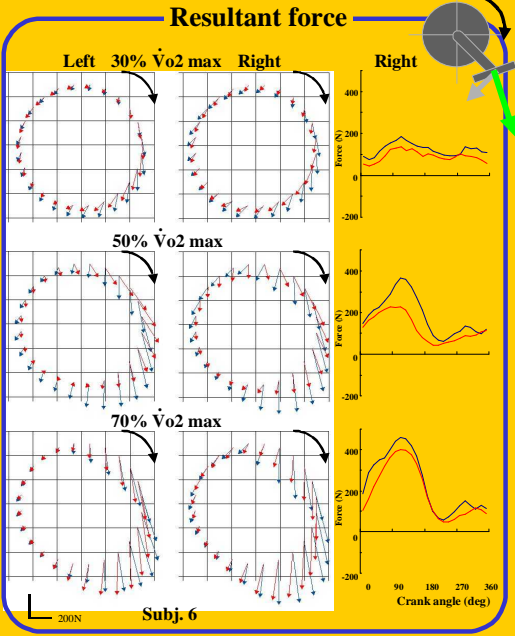 Resultant force
Left 30% V̇o2 max Right
Right
400
200
0
-200
Force (N)
50% V̇o2 max
400
200
0
-200
Force (N)
70% V̇o2 max
400
200
0
-200
Force (N)
0 90 180 270 360
Crank angle (deg)
200N
Subj. 6